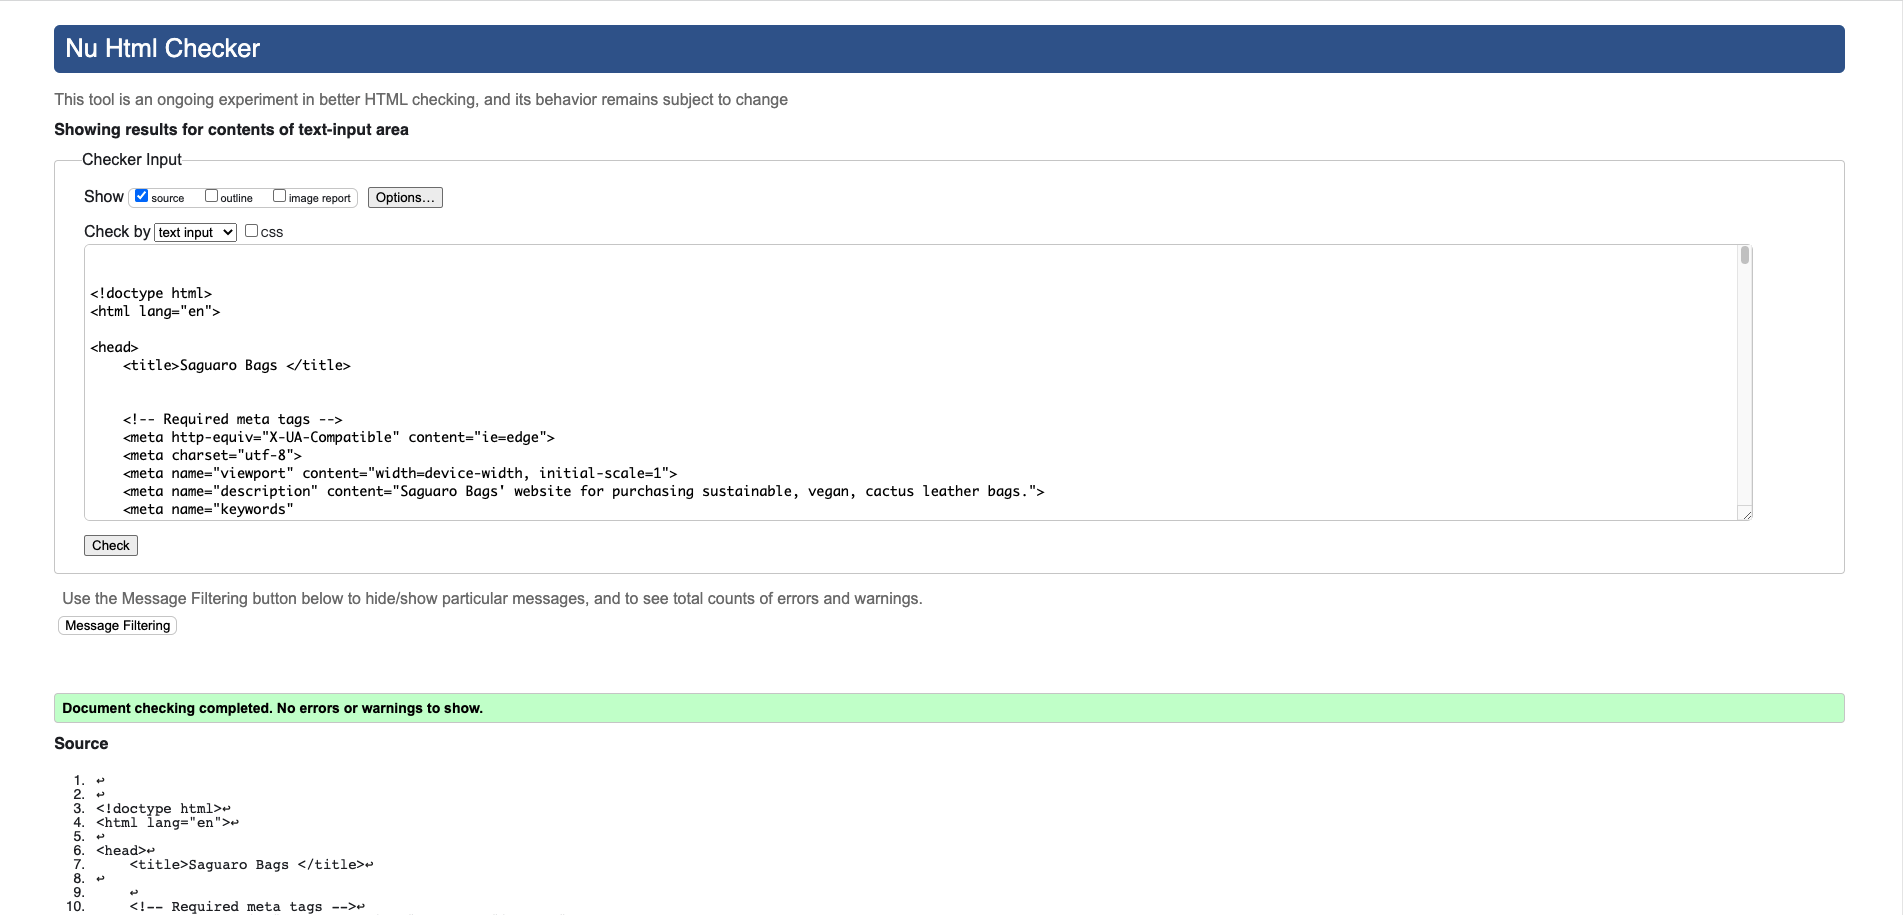 Nu Html Checker
This tool is an ongoing experiment in better HTML checking, and its behavior remains subject to change
Showing results for contents of text-input area
Checker Input
Show source outline image report Options...
Check by text input css
<!doctype html>
<html lang="en">
<head>
<title>Saguaro Bags </title>
<!-- Required meta tags -->
<meta http-equiv="X-UA-Compatible" content="ie=edge">
<meta charset="utf-8">
<meta name="viewport" content="width=device-width, initial-scale=1">
<meta name="description" content="Saguaro Bags' website for purchasing sustainable, vegan, cactus leather bags.">
<meta name="keywords"
Check
Use the Message Filtering button below to hide/show particular messages, and to see total counts of errors and warnings.
Message Filtering
Document checking completed. No errors or warnings to show.
Source
1. ↩
2. ↩
3. <!doctype html>↩
4. <html lang="en">↩
5. ↩
6. <head>↩
7. <title>Saguaro Bags </title>↩
8. ↩
9. ↩
10. <!-- Required meta tags -->↩